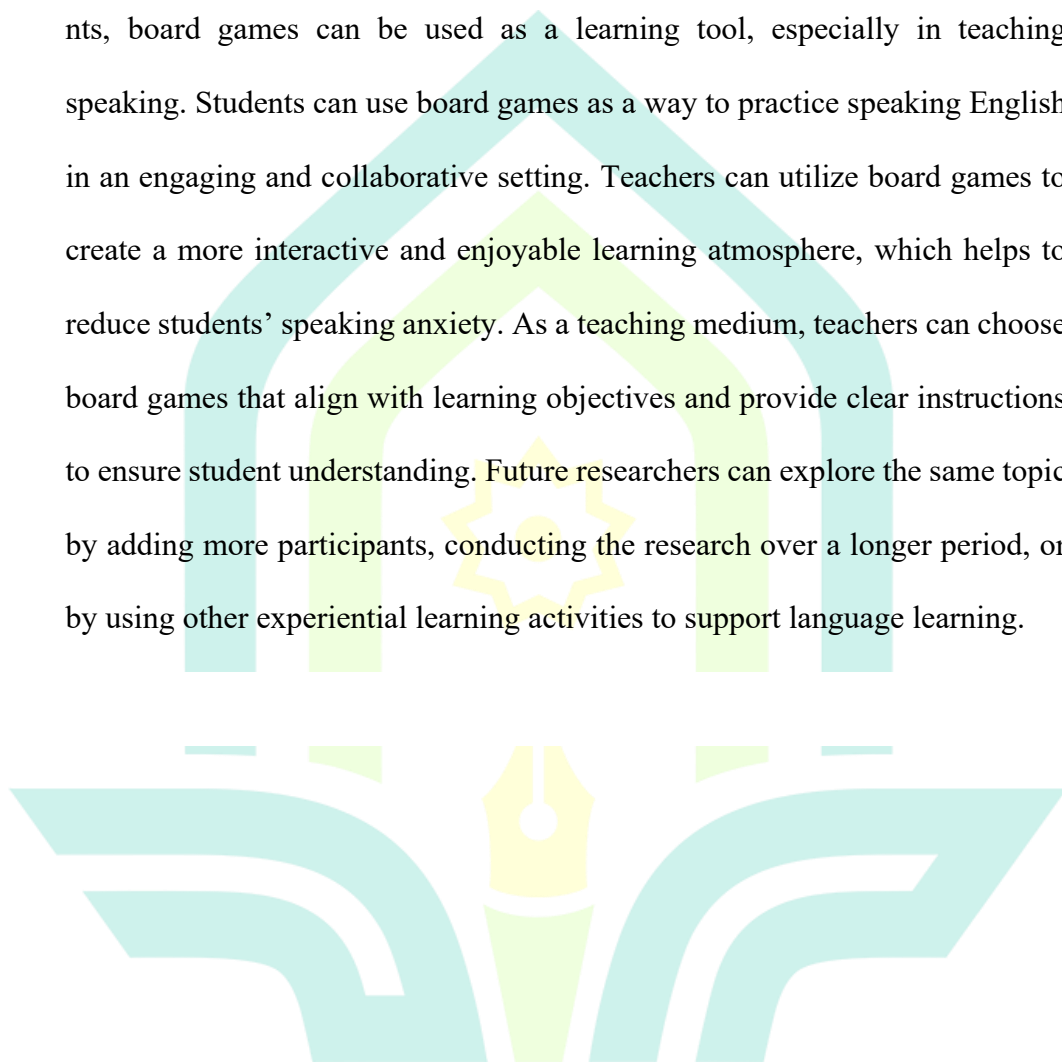 nts, board games can be used as a learning tool, especially in teaching
speaking. Students can use board games as a way to practice speaking English
in an engaging and collaborative setting. Teachers can utilize board games to
create a more interactive and enjoyable learning atmosphere, which helps to
reduce students’ speaking anxiety. As a teaching medium, teachers can choose
board games that align with learning objectives and provide clear instructions
to ensure student understanding. Future researchers can explore the same topic
by adding more participants, conducting the research over a longer period, or
by using other experiential learning activities to support language learning.